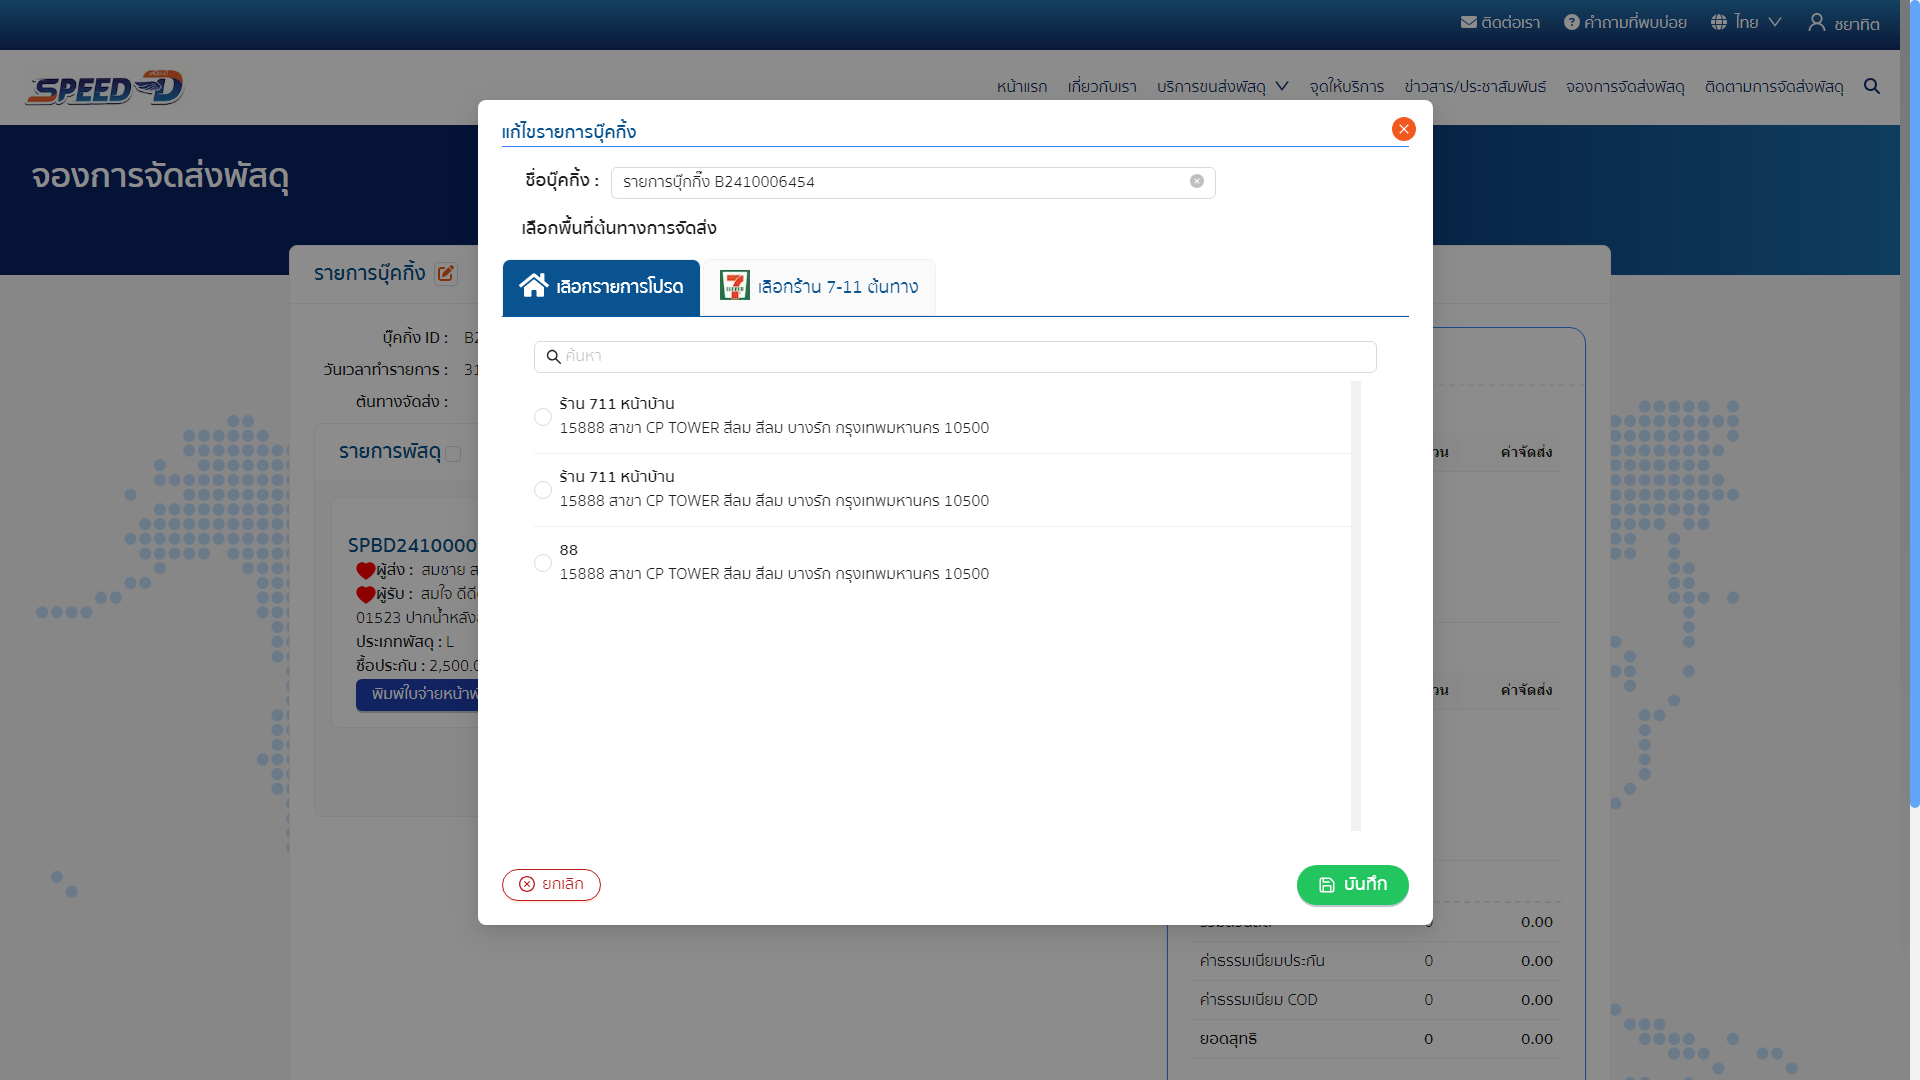 ติดต่อเรา คำถามที่พบบ่อย ไทย ชยาทิต
SPEED-D หน้าแรก เกี่ยวกับเรา บริการขนส่งพัสดุ จุดให้บริการ ข่าวสาร/ประชาสัมพันธ์ จองการจัดส่งพัสดุ ติดตามการจัดส่งพัสดุ
จองการจัดส่งพัสดุ
แก้ไขรายการบุ๊คกิ้ง
ชื่อบุ๊คกิ้ง : รายการบุ๊กกิ้ง B2410006454
เลือกพื้นที่ต้นทางการจัดส่ง
เลือกรายการโปรด เลือกร้าน 7-11 ต้นทาง
ค้นหา
ร้าน 711 หน้าบ้าน
15888 สาขา CP TOWER สีลม สีลม บางรัก กรุงเทพมหานคร 10500
ร้าน 711 หน้าบ้าน
15888 สาขา CP TOWER สีลม สีลม บางรัก กรุงเทพมหานคร 10500
88
15888 สาขา CP TOWER สีลม สีลม บางรัก กรุงเทพมหานคร 10500
ยกเลิก บันทึก
รายการบุ๊คกิ้ง
บุ๊คกิ้ง ID :
วันเวลาทำรายการ : 31
ต้นทางจัดส่ง :
รายการพัสดุ
SPBD2410000
ผู้ส่ง : สมชาย
ผู้รับ : สมใจ
01523 ปากน้ำหลัง
ประเภทพัสดุ : L
ซื้อประกัน : 2,500.0
พิมพ์ใบจ่ายหน้า
ค่าจัดส่ง
ค่าจัดส่ง
0.00
ค่าธรรมเนียมประกัน 0 0.00
ค่าธรรมเนียม COD 0 0.00
ยอดสุทธิ 0 0.00